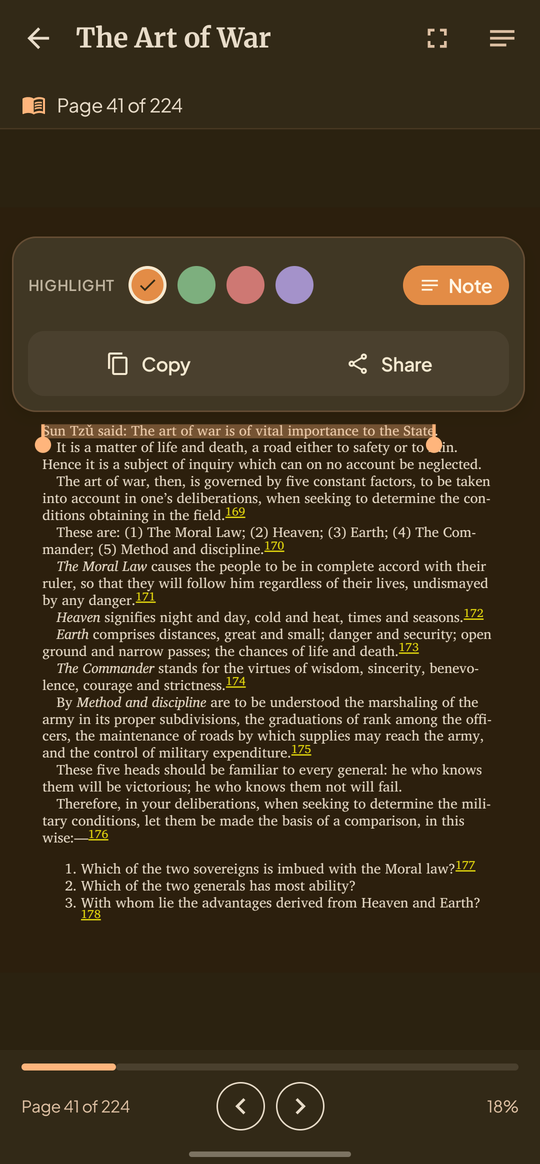 The Art of War
Page 41 of 224
HIGHLIGHT
Note
Copy
Share
Sun Tzŭ said: The art of war is of vital importance to the State.
It is a matter of life and death, a road either to safety or to
Hence it is a subject of inquiry which can on no account be neglected.
The art of war, then, is governed by five constant factors, to be taken
into account in one’s deliberations, when seeking to determine the con-
ditions obtaining in the field.169
These are: (1) The Moral Law; (2) Heaven; (3) Earth; (4) The Com-
mander; (5) Method and discipline.170
The Moral Law causes the people to be in complete accord with their
ruler, so that they will follow him regardless of their lives, undismayed
by any danger.171
Heaven signifies night and day, cold and heat, times and seasons.172
Earth comprises distances, great and small; danger and security; open
ground and narrow passes; the chances of life and death.173
The Commander stands for the virtues of wisdom, sincerity, benevo-
lence, courage and strictness.174
By Method and discipline are to be understood the marshaling of the
army in its proper subdivisions, the graduations of rank among the offi-
cers, the maintenance of roads by which supplies may reach the army,
and the control of military expenditure.175
These five heads should be familiar to every general: he who knows
them will be victorious; he who knows them not will fail.
Therefore, in your deliberations, when seeking to determine the mili-
tary conditions, let them be made the basis of a comparison, in this
wise:—176
1. Which of the two sovereigns is imbued with the Moral law?177
2. Which of the two generals has most ability?
3. With whom lie the advantages derived from Heaven and Earth?
178
Page 41 of 224
18%